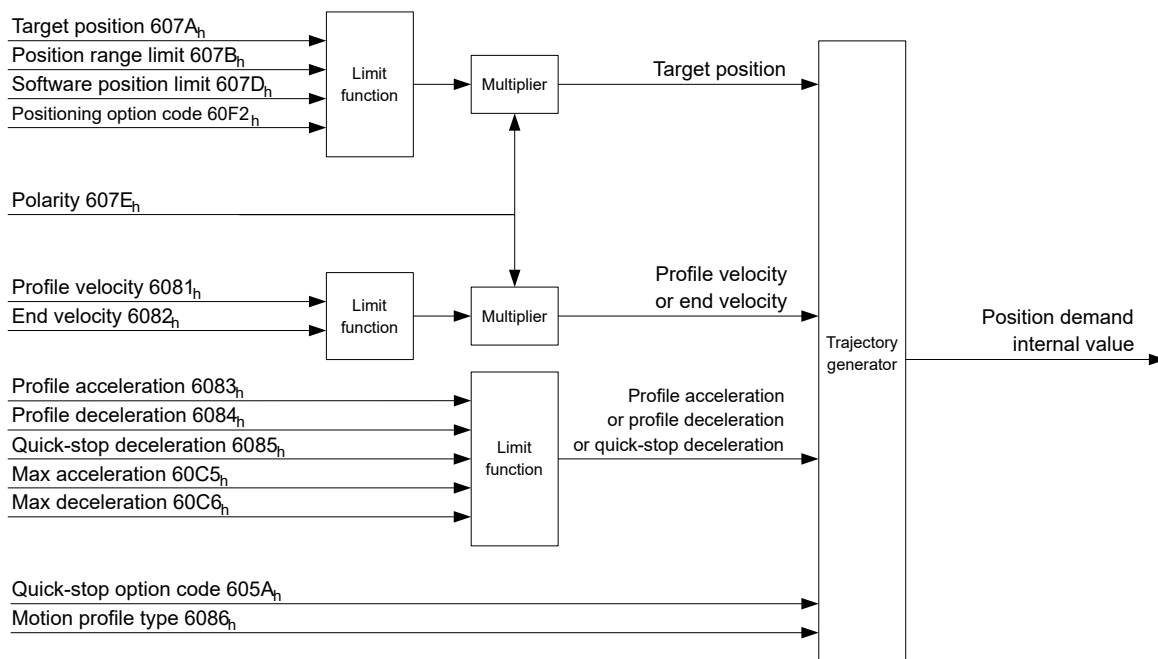 Target position 607Ah
Position range limit 607Bh
Software position limit 607Dh
Positioning option code 60F2h
Limit
function
Multiplier
Target position
Polarity 607Eh
Profile velocity 6081h
End velocity 6082h
Limit
function
Multiplier
Profile velocity
or end velocity
Trajectory
generator
Position demand
internal value
Profile acceleration 6083h
Profile deceleration 6084h
Quick-stop deceleration 6085h
Max acceleration 60C5h
Max deceleration 60C6h
Limit
function
Profile acceleration
or profile deceleration
or quick-stop deceleration
Quick-stop option code 605Ah
Motion profile type 6086h